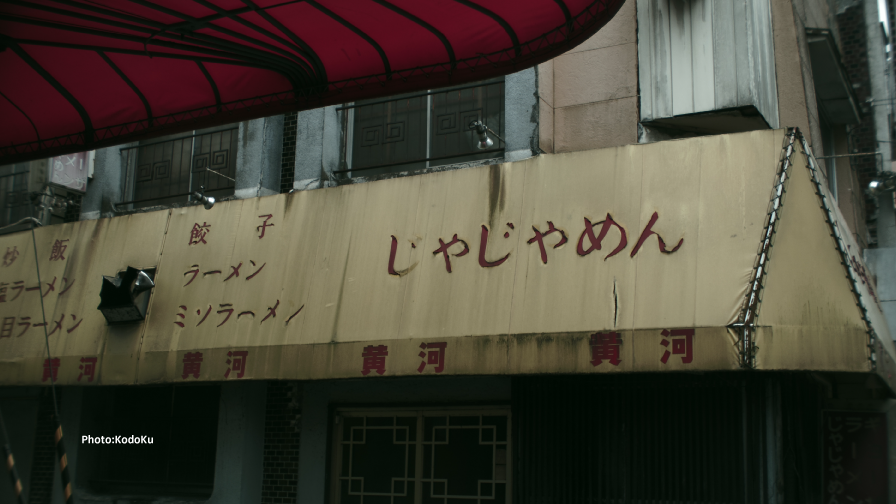 炒飯
塩ラーメン
目ラーメン
餃子
ラーメン
ミソラーメン
じゃじゃめん
黄河
黄河
黄河
黄河
Photo:KodoKu